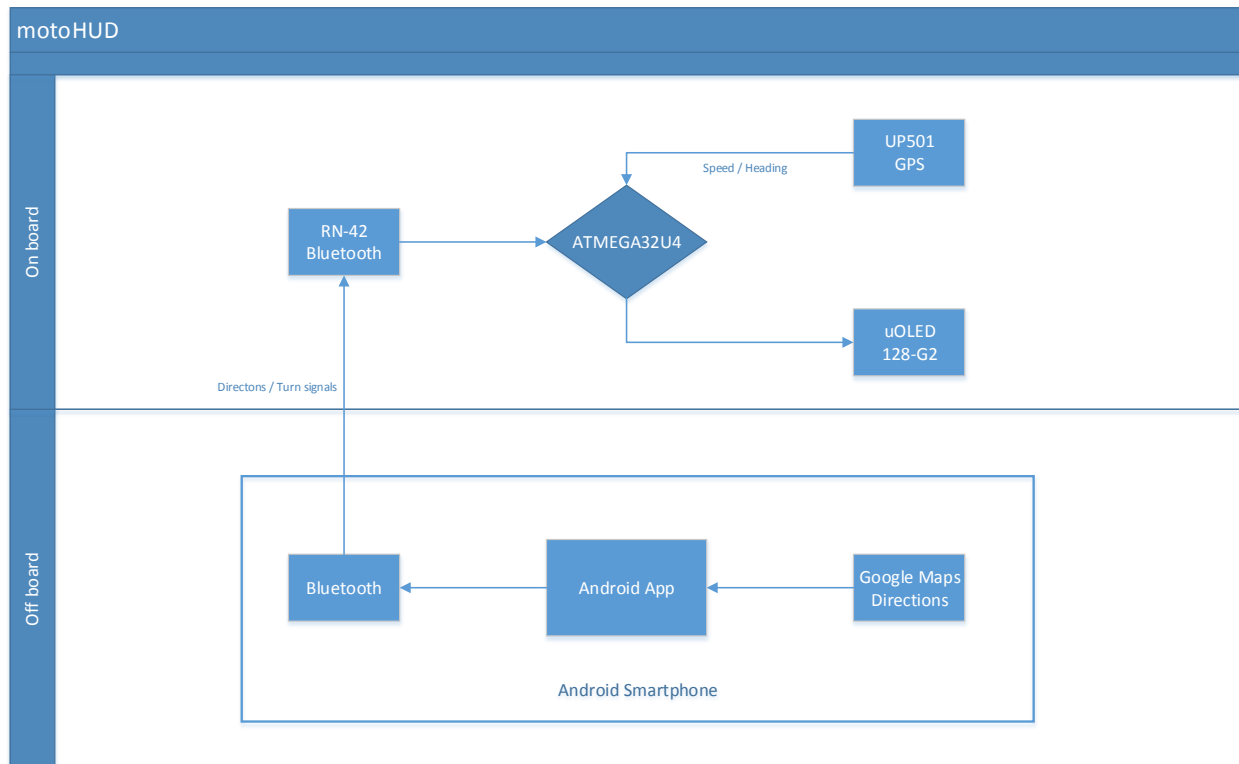 motoHUD
On board
UP501
GPS
Speed / Heading
RN-42
Bluetooth
ATMEGA32U4
uOLED
128-G2
Directons / Turn signals
Off board
Bluetooth
Android App
Google Maps
Directions
Android Smartphone